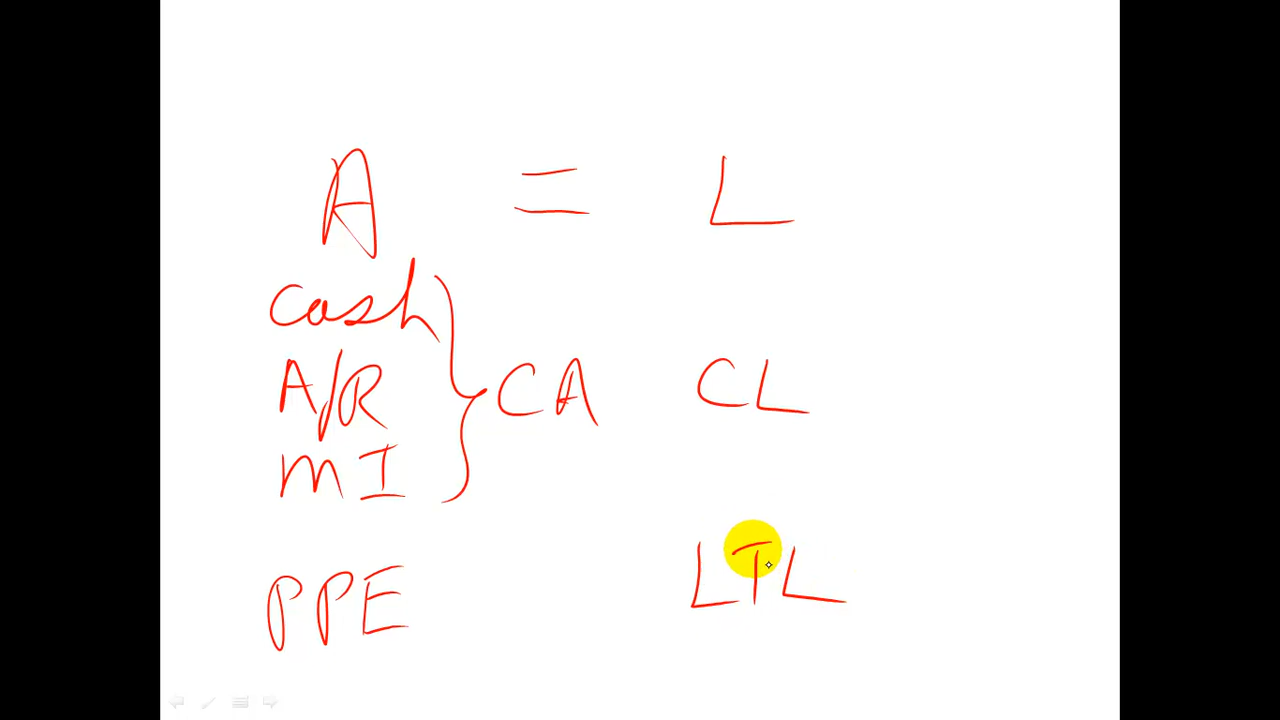 A = L
cash
A/R CA CL
mI
PPE LTL